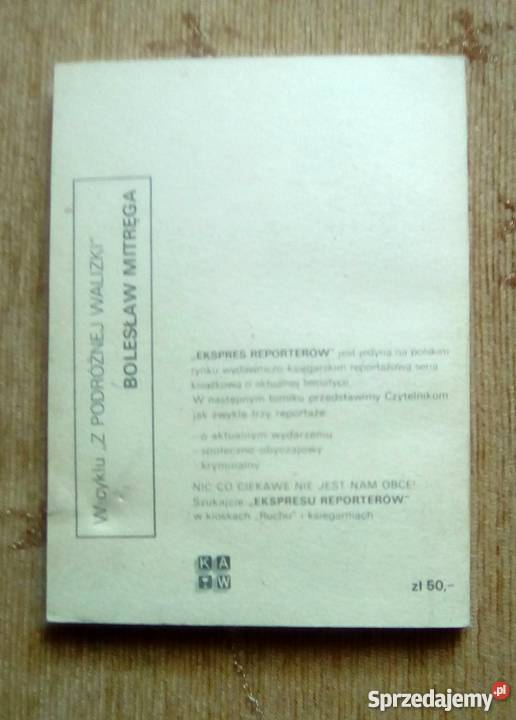 W cyklu „Z PODRÓŻNEJ WALIZKI”
BOLESŁAW MITRĘGA
„EKSPRES REPORTERÓW” jest jedyną na polskim
rynku wydawniczo-księgarskim reportażową serią
książkową o aktualnej tematyce.
W następnym tomiku przedstawimy Czytelnikom
jak zwykle trzy reportaże
- o aktualnym wydarzeniu
- społeczno-obyczajowy
- kryminalny
NIC CO CIEKAWE NIE JEST NAM OBCE!
Szukajcie „EKSPRESU REPORTERÓW”
w kioskach „Ruchu” i księgarniach
K A
W
zł 50,-
Sprzedajemy.pl